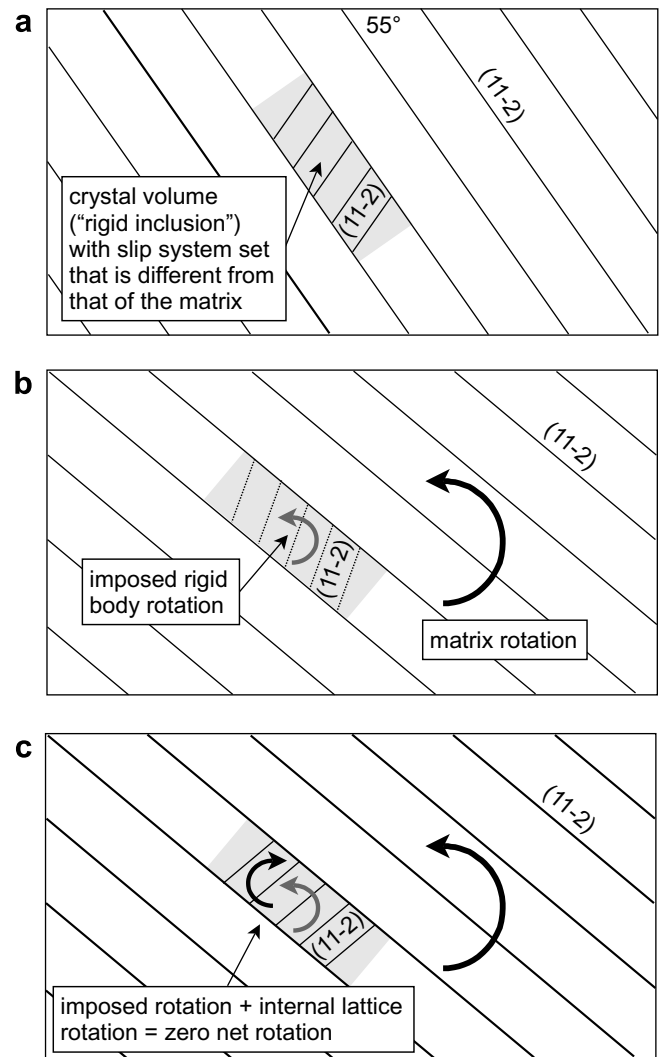 a
55°
(11-2)
(11-2)
crystal volume
(“rigid inclusion”)
with slip system set
that is different from
that of the matrix
b
(11-2)
(11-2)
imposed rigid
body rotation
matrix rotation
c
(11-2)
(11-2)
imposed rotation + internal lattice
rotation = zero net rotation